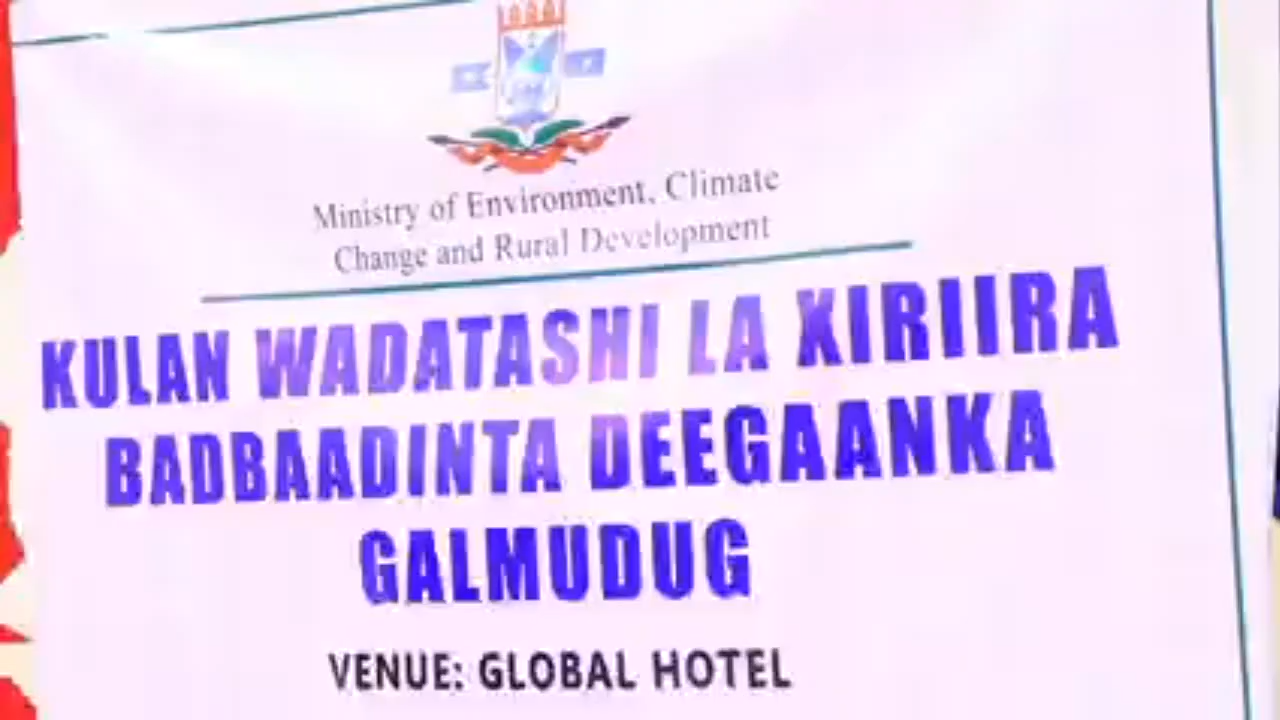 Ministry of Environment, Climate
Change and Rural Development
KULAN WADATASHI LA XIRIIRA
BADBAADINTA DEEGAANKA
GALMUDUG
VENUE: GLOBAL HOTEL